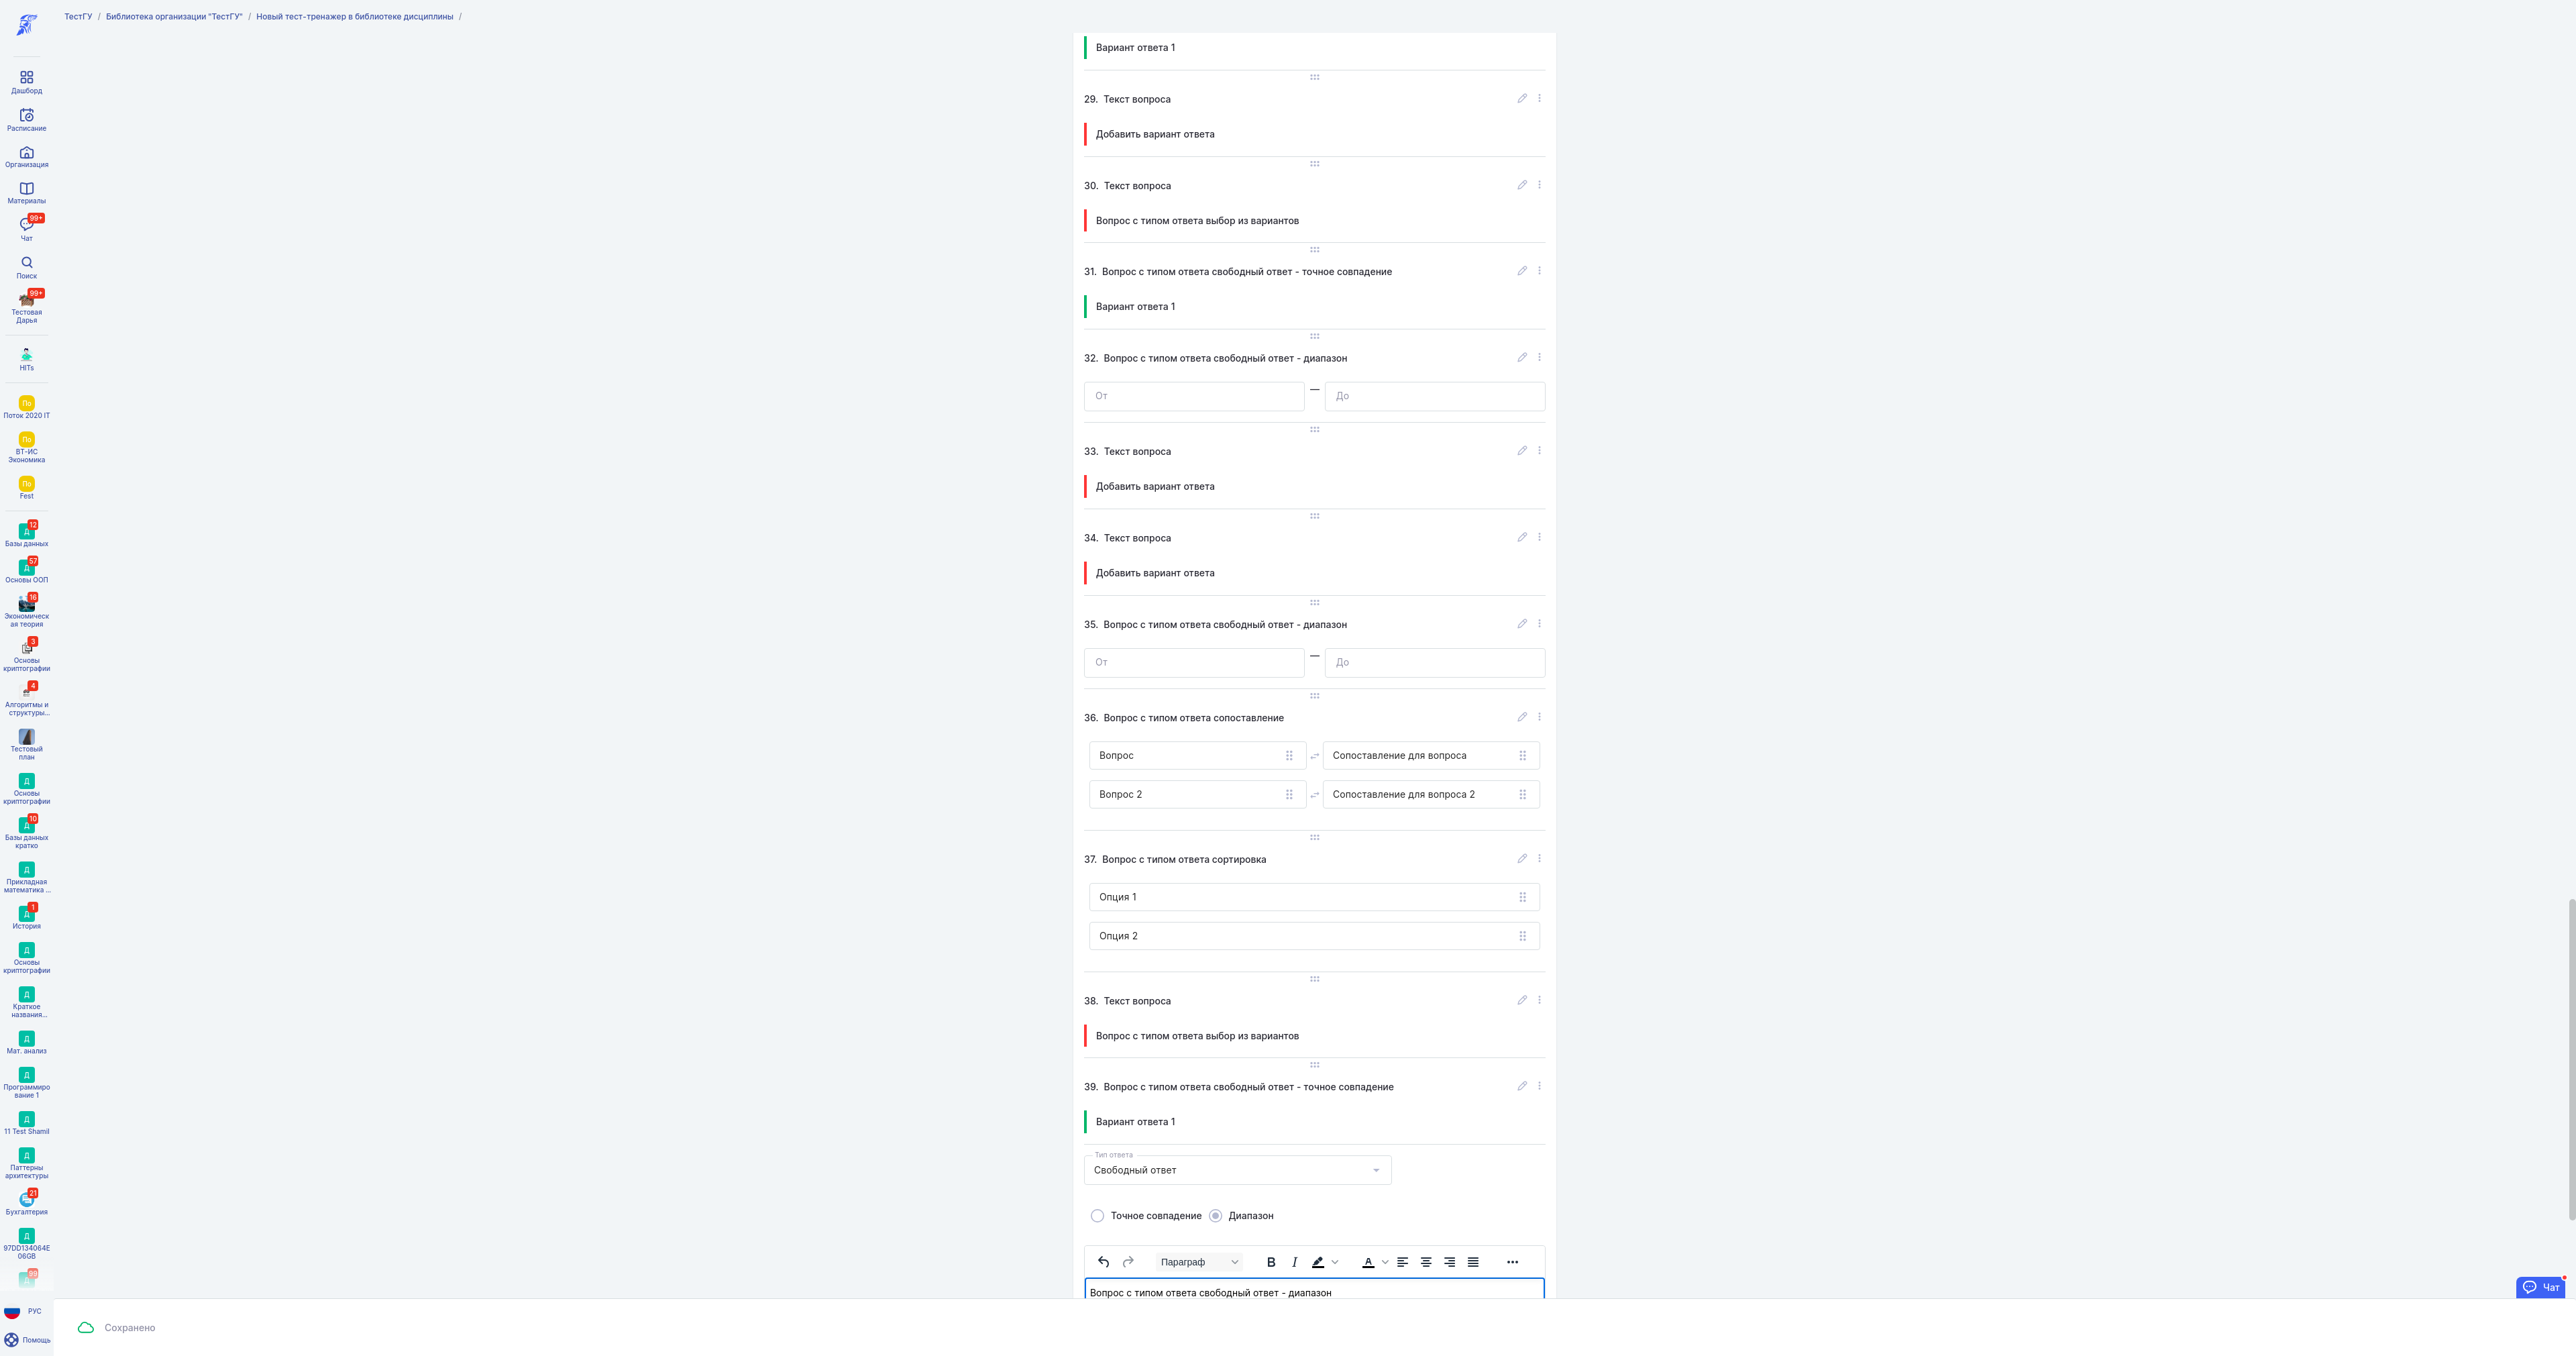 ТестГУ / Библиотека организации "ТестГУ" / Новый тест-тренажер в библиотеке дисциплины /
Дашборд
Расписание
Организация
Материалы
99+
Чат
Поиск
99+
Тестовая
Дарья
HITs
По
Поток 2020 IT
По
ВТ-ИС
Экономика
По
Fest
12
Д
Базы данных
57
Д
Основы ООП
16
Экономическ
ая теория
3
Основы
криптографии
4
Алгоритмы и
структуры...
Тестовый
план
Д
Основы
криптографии
10
Д
Базы данных
кратко
Д
Прикладная
математика ...
1
Д
История
Д
Основы
криптографии
Д
Краткое
названия...
Д
Мат. анализ
Д
Программиро
вание 1
Д
11 Test Shamil
Д
Паттерны
архитектуры
21
Бухгалтерия
Д
97DD134064E
06GB
99
Д
РУС
Помощь
Вариант ответа 1
29. Текст вопроса
Добавить вариант ответа
30. Текст вопроса
Вопрос с типом ответа выбор из вариантов
31. Вопрос с типом ответа свободный ответ - точное совпадение
Вариант ответа 1
32. Вопрос с типом ответа свободный ответ - диапазон
От — До
33. Текст вопроса
Добавить вариант ответа
34. Текст вопроса
Добавить вариант ответа
35. Вопрос с типом ответа свободный ответ - диапазон
От — До
36. Вопрос с типом ответа сопоставление
Вопрос Сопоставление для вопроса
Вопрос 2 Сопоставление для вопроса 2
37. Вопрос с типом ответа сортировка
Опция 1
Опция 2
38. Текст вопроса
Вопрос с типом ответа выбор из вариантов
39. Вопрос с типом ответа свободный ответ - точное совпадение
Вариант ответа 1
Тип ответа
Свободный ответ
Точное совпадение Диапазон
Параграф B I A
Вопрос с типом ответа свободный ответ - диапазон
Чат
Сохранено